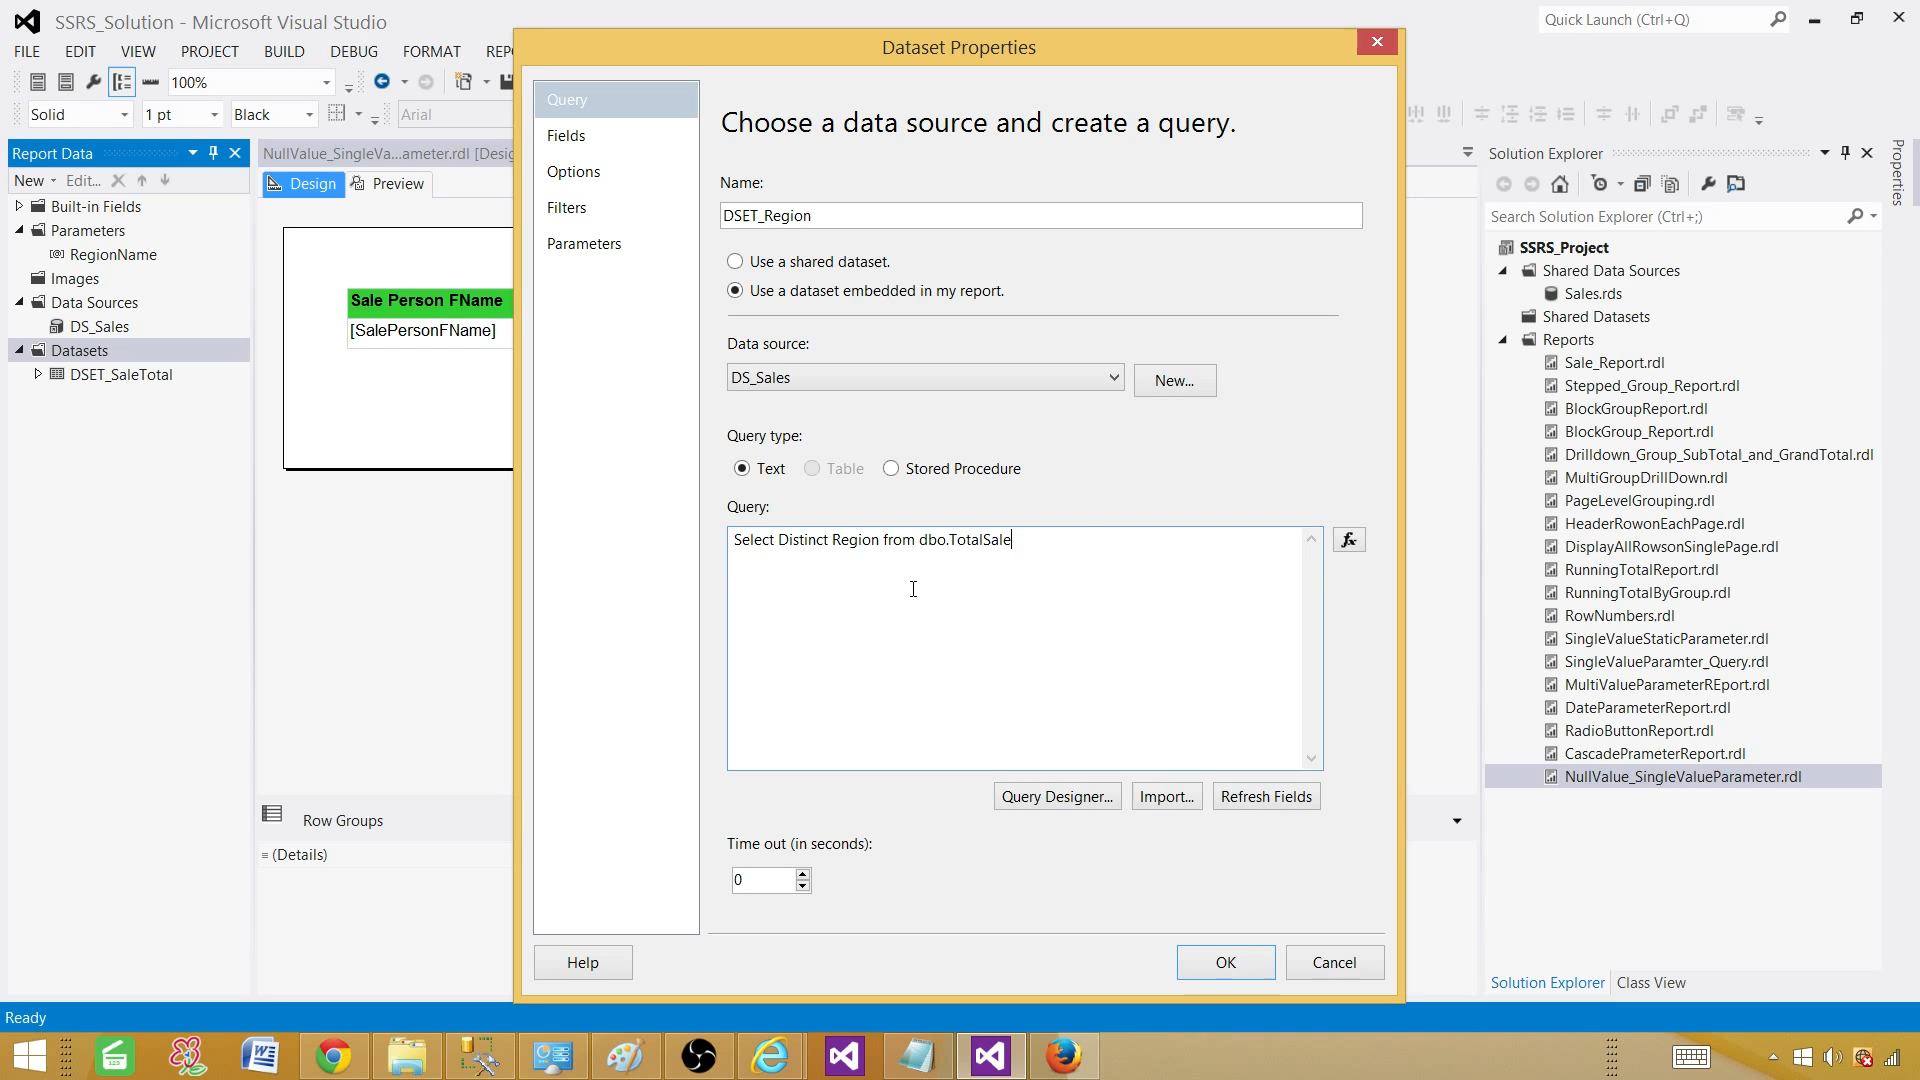 SSRS_Solution - Microsoft Visual Studio
Quick Launch (Ctrl+Q)
FILE EDIT VIEW PROJECT BUILD DEBUG FORMAT
100%
Solid 1 pt Black Arial
Report Data
New Edit...
Built-in Fields
Parameters
RegionName
Images
Data Sources
DS_Sales
Datasets
DSET_SaleTotal
NullValue_SingleVa...ameter.rdl
Design Preview
Sale Person FName
[SalePersonFName]
Row Groups
(Details)
Dataset Properties
Query
Fields
Options
Filters
Parameters
Choose a data source and create a query.
Name:
DSET_Region
Use a shared dataset.
Use a dataset embedded in my report.
Data source:
DS_Sales
New...
Query type:
Text Table Stored Procedure
Query:
Select Distinct Region from dbo.TotalSale
fx
Query Designer... Import... Refresh Fields
Time out (in seconds):
0
Help OK Cancel
Solution Explorer
Search Solution Explorer (Ctrl+;)
SSRS_Project
Shared Data Sources
Sales.rds
Shared Datasets
Reports
Sale_Report.rdl
Stepped_Group_Report.rdl
BlockGroupReport.rdl
BlockGroup_Report.rdl
Drilldown_Group_SubTotal_and_GrandTotal.rdl
MultiGroupDrillDown.rdl
PageLevelGrouping.rdl
HeaderRowonEachPage.rdl
DisplayAllRowsonSinglePage.rdl
RunningTotalReport.rdl
RunningTotalByGroup.rdl
RowNumbers.rdl
SingleValueStaticParameter.rdl
SingleValueParamter_Query.rdl
MultiValueParameterREport.rdl
DateParameterReport.rdl
RadioButtonReport.rdl
CascadePrameterReport.rdl
NullValue_SingleValueParameter.rdl
Solution Explorer Class View
Properties
Ready